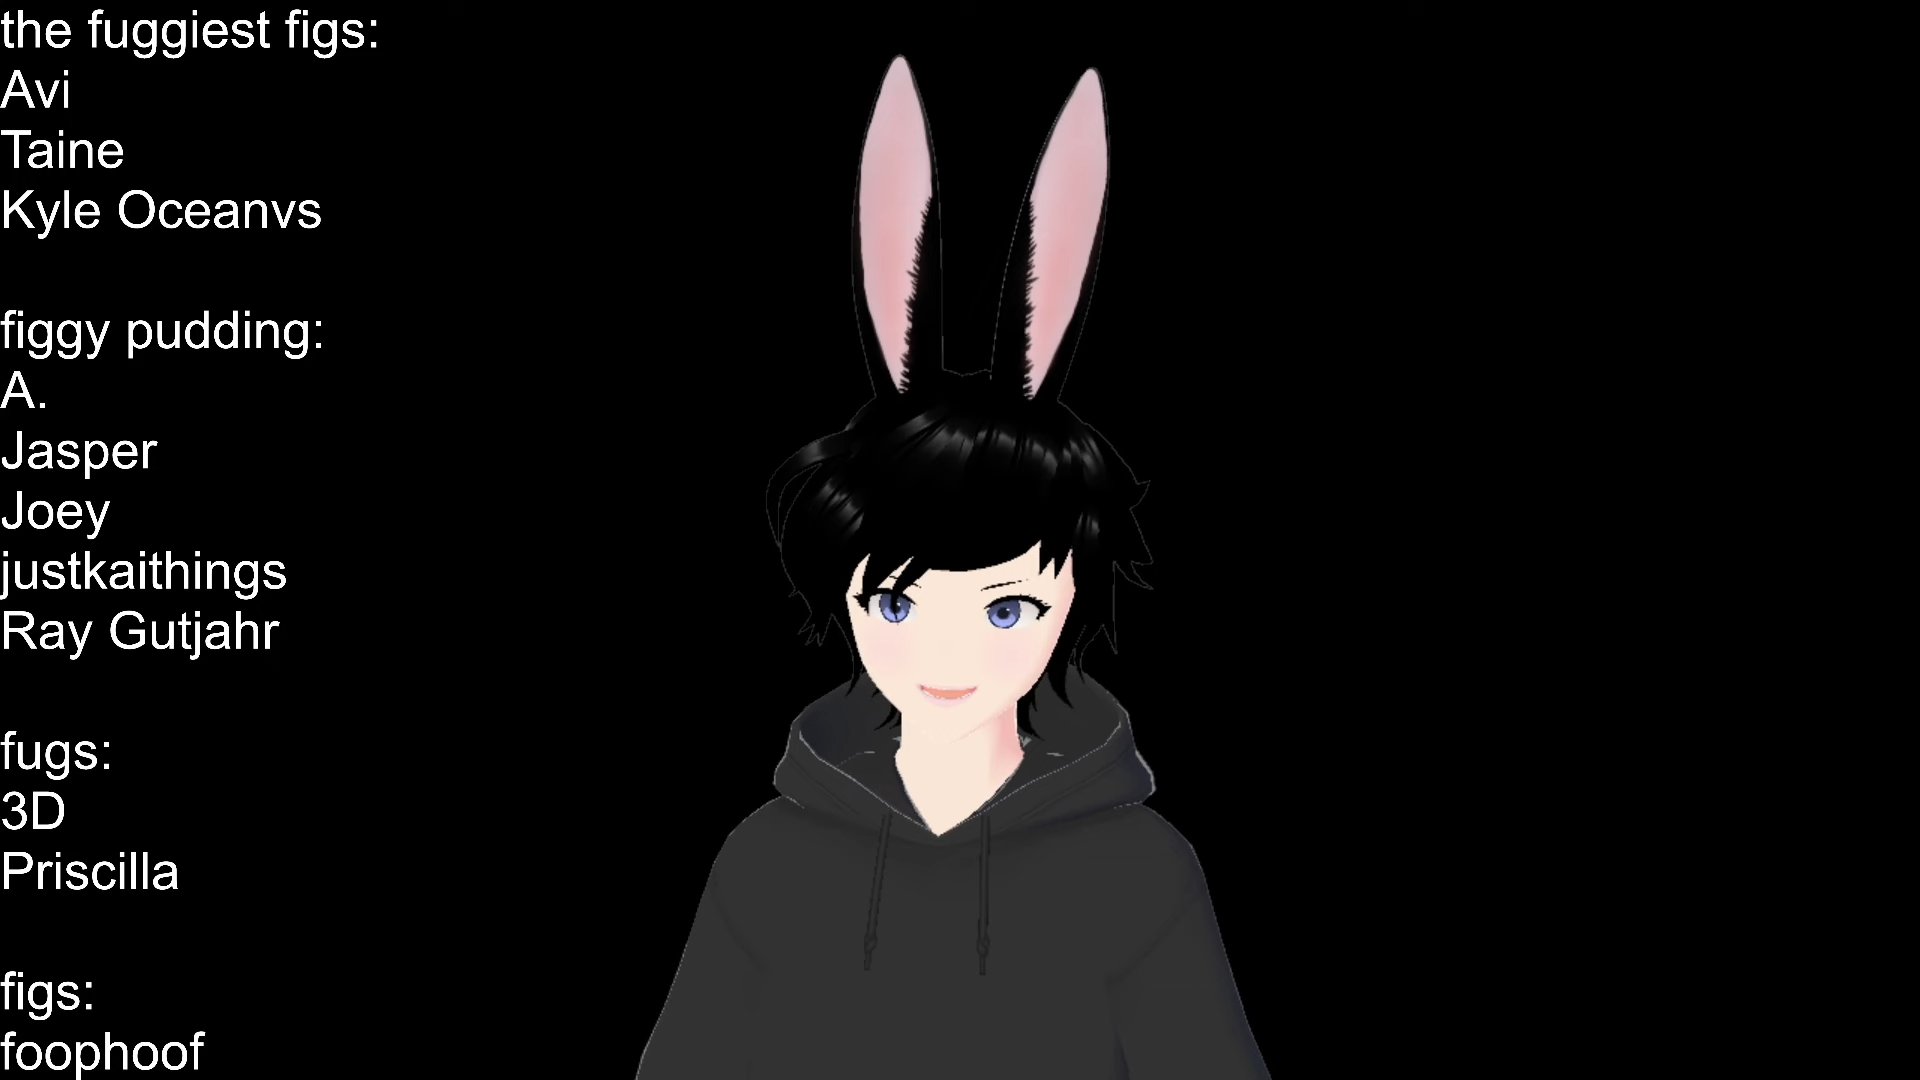 the fuggiest figs:
Avi
Taine
Kyle Oceanvs
figgy pudding:
A.
Jasper
Joey
justkaithings
Ray Gutjahr
fugs:
3D
Priscilla
figs:
foophoof